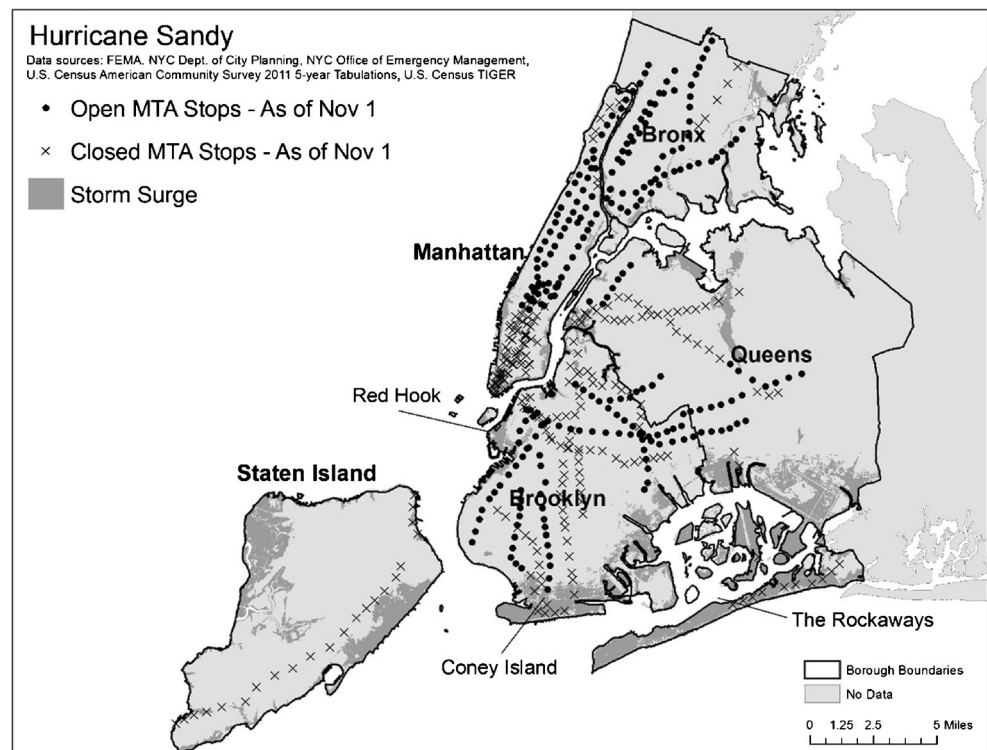 Hurricane Sandy
Data sources: FEMA, NYC Dept. of City Planning, NYC Office of Emergency Management,
U.S. Census American Community Survey 2011 5-year Tabulations, U.S. Census TIGER
Open MTA Stops - As of Nov 1
Closed MTA Stops - As of Nov 1
Storm Surge
Bronx
Manhattan
Queens
Red Hook
Staten Island
Brooklyn
The Rockaways
Coney Island
Borough Boundaries
No Data
0 1.25 2.5 5 Miles